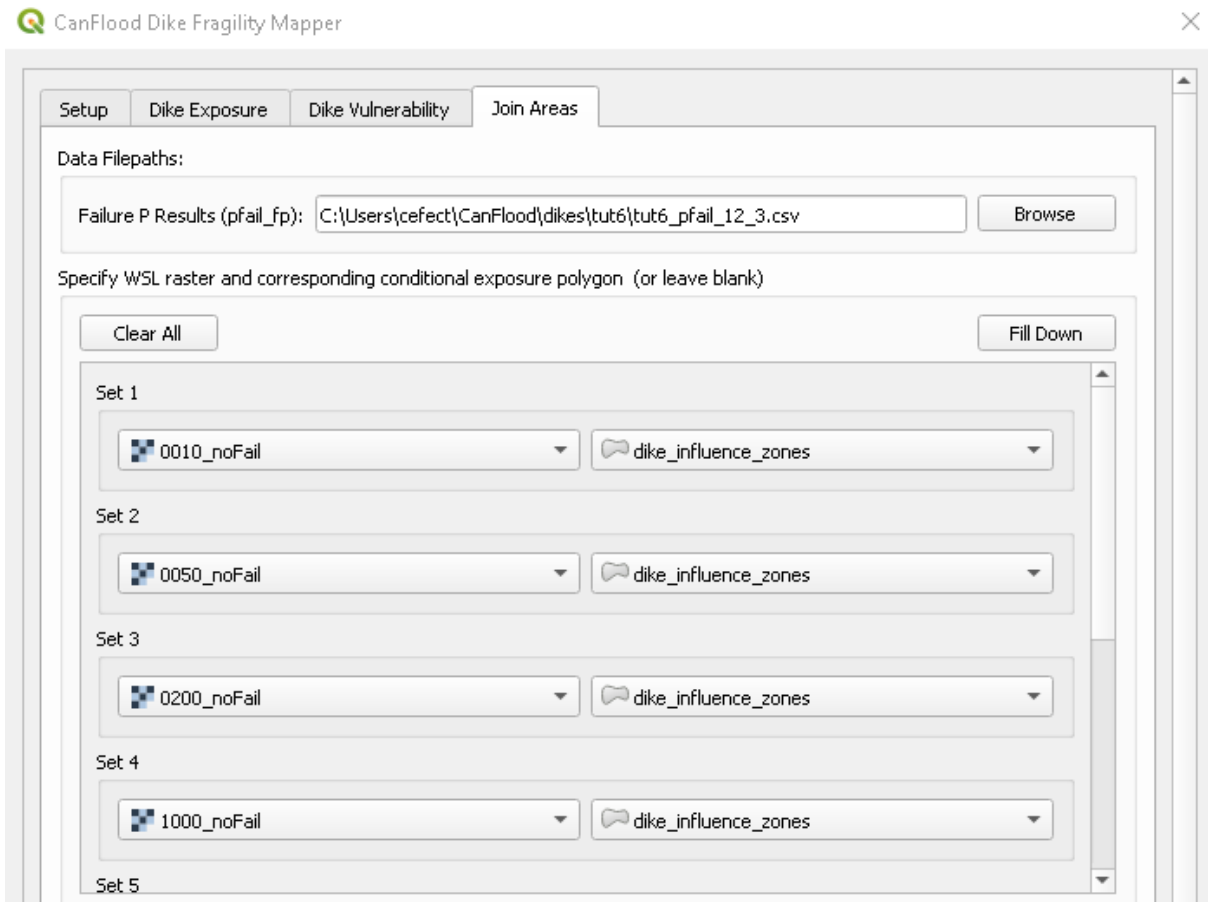 CanFlood Dike Fragility Mapper
Setup Dike Exposure Dike Vulnerability Join Areas
Data Filepaths:
Failure P Results (pfail_fp): C:\Users\cefect\CanFlood\dikes\tut6\tut6_pfail_12_3.csv Browse
Specify WSL raster and corresponding conditional exposure polygon (or leave blank)
Clear All Fill Down
Set 1
0010_noFail dike_influence_zones
Set 2
0050_noFail dike_influence_zones
Set 3
0200_noFail dike_influence_zones
Set 4
1000_noFail dike_influence_zones
Set 5